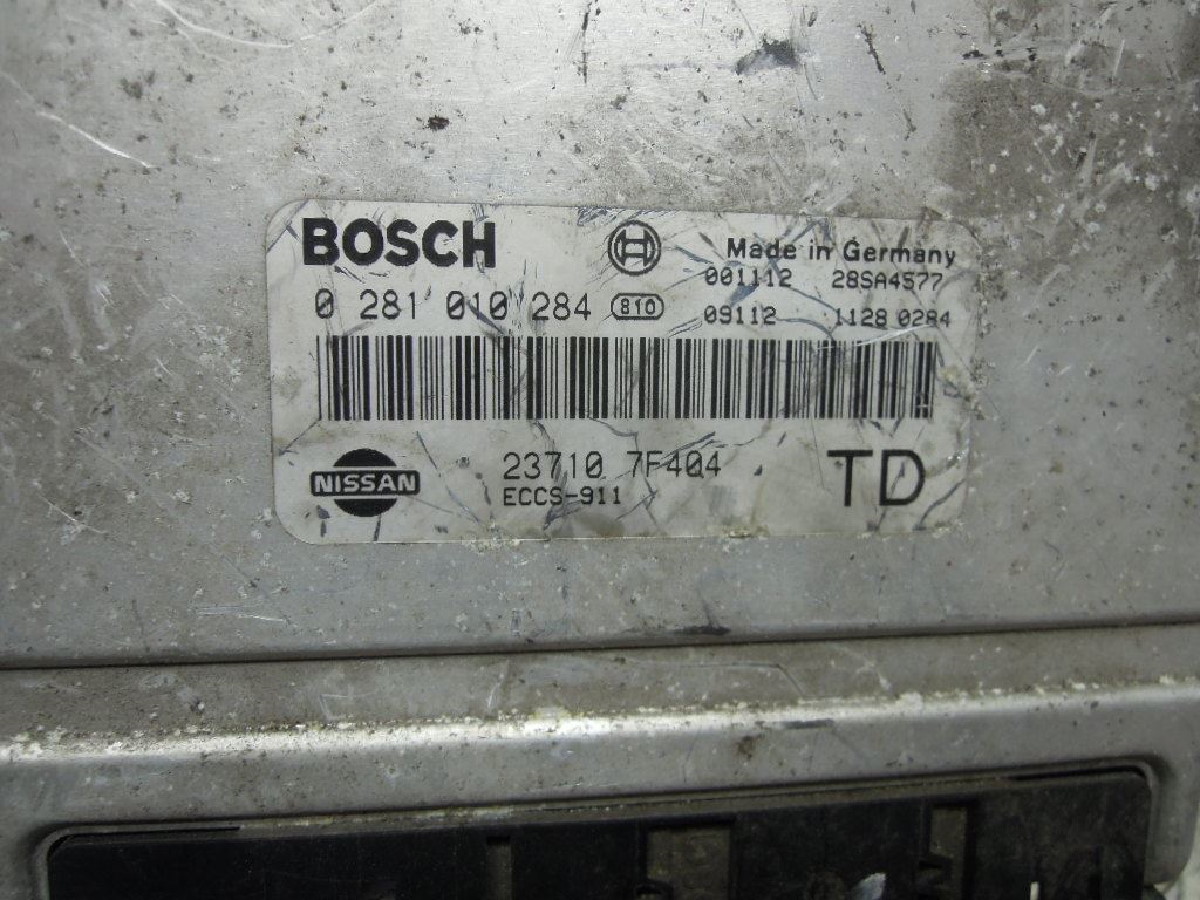 BOSCH
Made in Germany
001112 28SA4577
0 281 010 284 810
09112 1128 0284
NISSAN
23710 7F404
ECCS-911
TD